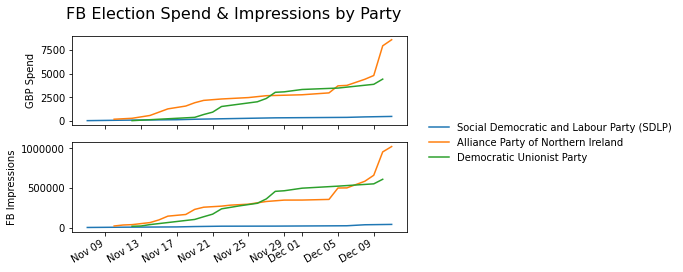 FB Election Spend & Impressions by Party
GBP Spend
7500
5000
2500
0
FB Impressions
1000000
500000
0
Nov 09 Nov 13 Nov 17 Nov 21 Nov 25 Nov 29 Dec 01 Dec 05 Dec 09
Social Democratic and Labour Party (SDLP)
Alliance Party of Northern Ireland
Democratic Unionist Party